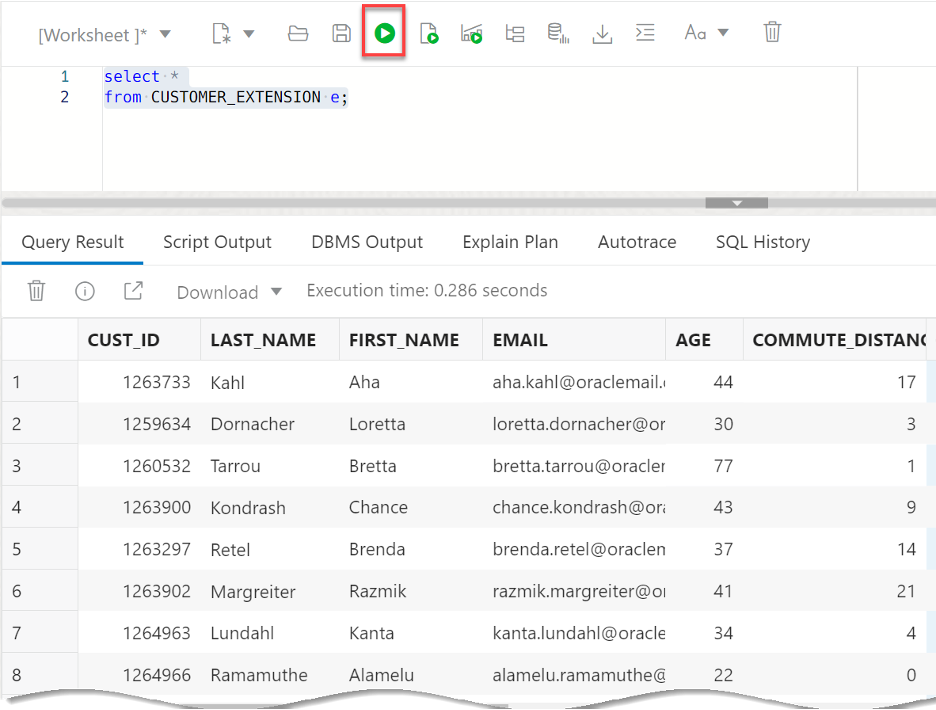 [Worksheet ]* Aa
1 select *
2 from CUSTOMER_EXTENSION e;
Query Result Script Output DBMS Output Explain Plan Autotrace SQL History
Download Execution time: 0.286 seconds
CUST_ID LAST_NAME FIRST_NAME EMAIL AGE COMMUTE_DISTANC
1 1263733 Kahl Aha aha.kahl@oraclemail.c 44 17
2 1259634 Dornacher Loretta loretta.dornacher@or 30 3
3 1260532 Tarrou Bretta bretta.tarrou@oracler 77 1
4 1263900 Kondrash Chance chance.kondrash@ora 43 9
5 1263297 Retel Brenda brenda.retel@oraclem 37 14
6 1263902 Margreiter Razmik razmik.margreiter@or 41 21
7 1264963 Lundahl Kanta kanta.lundahl@oracle 34 4
8 1264966 Ramamuthe Alamelu alamelu.ramamuthe@ 22 0